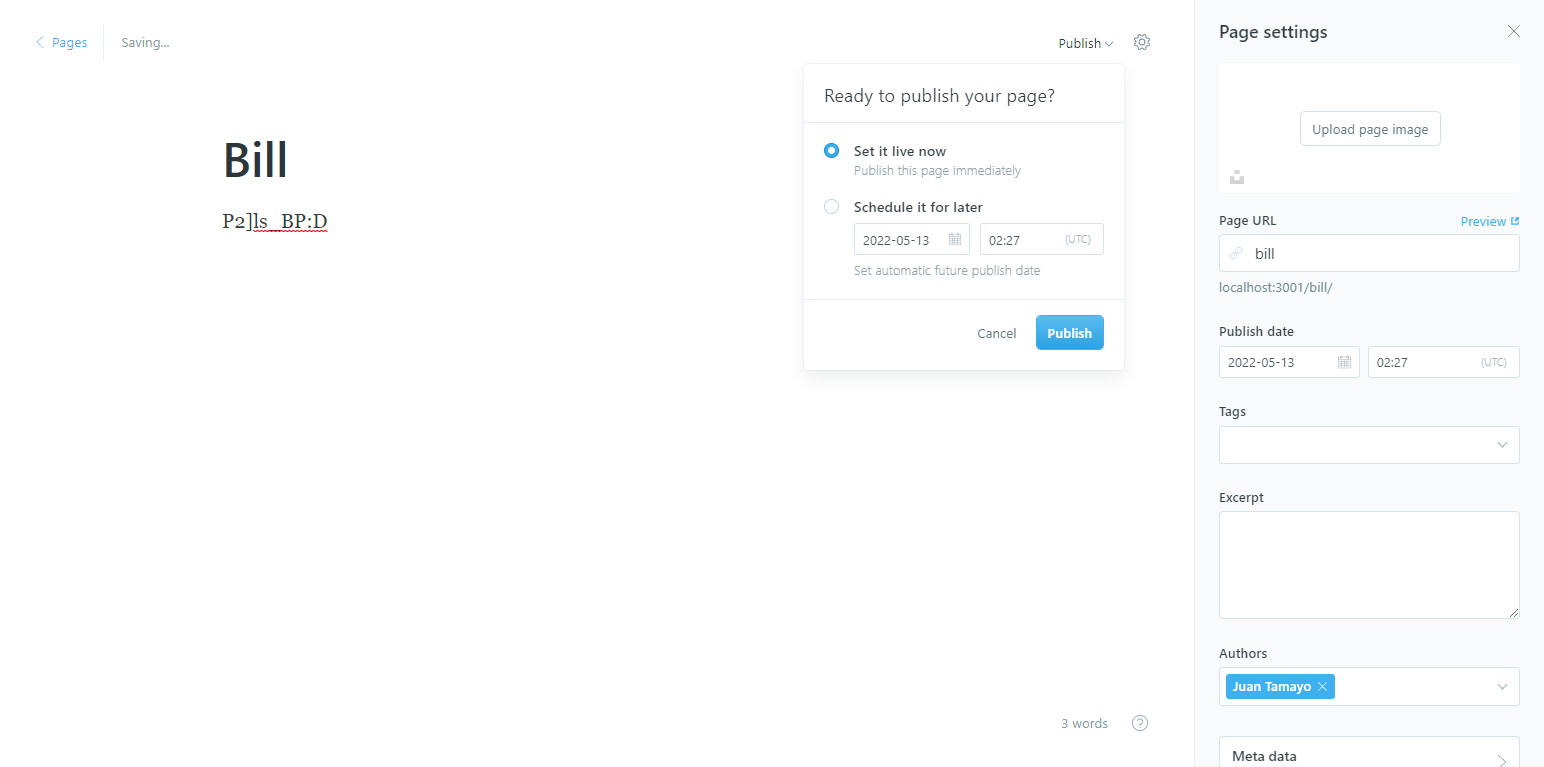 Pages
Saving...
Publish
Bill
P2]ls_BP:D
Ready to publish your page?
Set it live now
Publish this page immediately
Schedule it for later
2022-05-13
02:27 (UTC)
Set automatic future publish date
Cancel
Publish
3 words
Page settings
Upload page image
Page URL
Preview
bill
localhost:3001/bill/
Publish date
2022-05-13
02:27 (UTC)
Tags
Excerpt
Authors
Juan Tamayo
Meta data